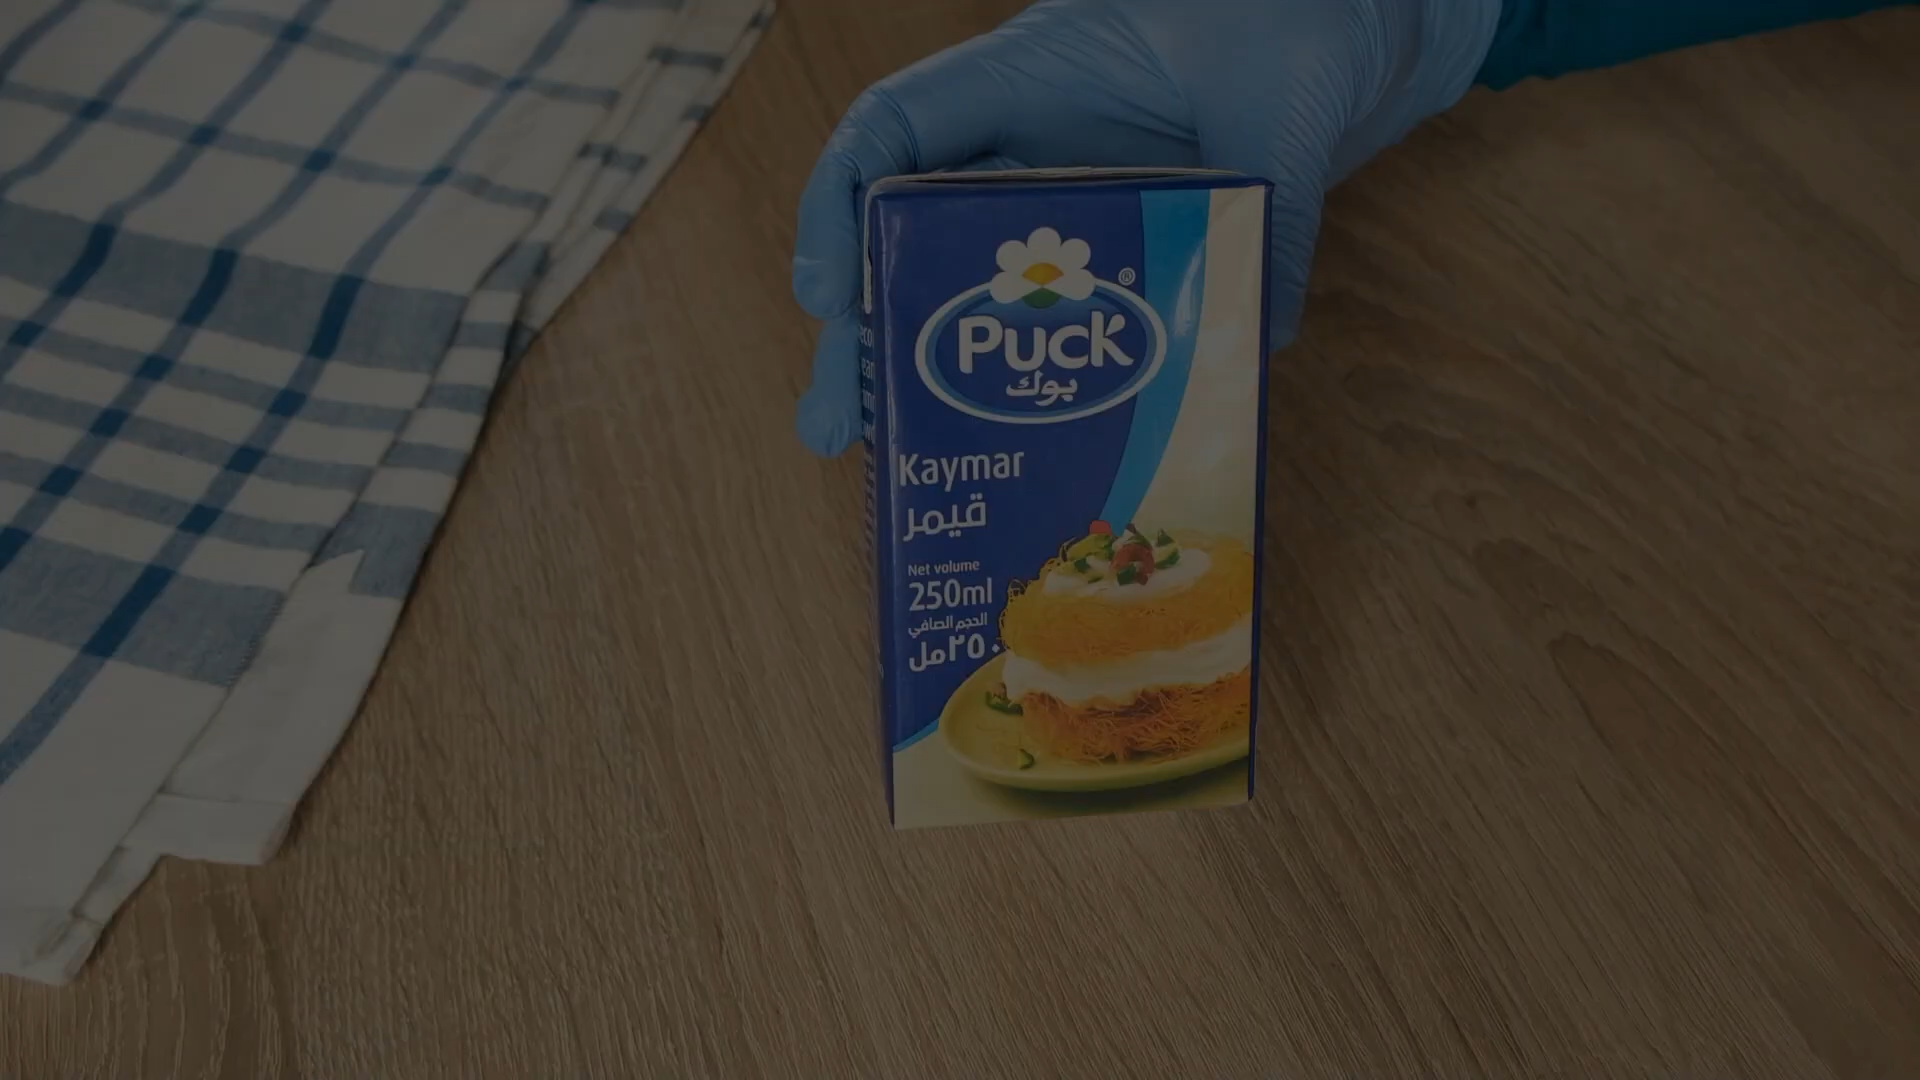 Puck
®
بوك
Kaymar
قيمر
Net volume
250ml
الحجم الصافي
٢٥٠مل